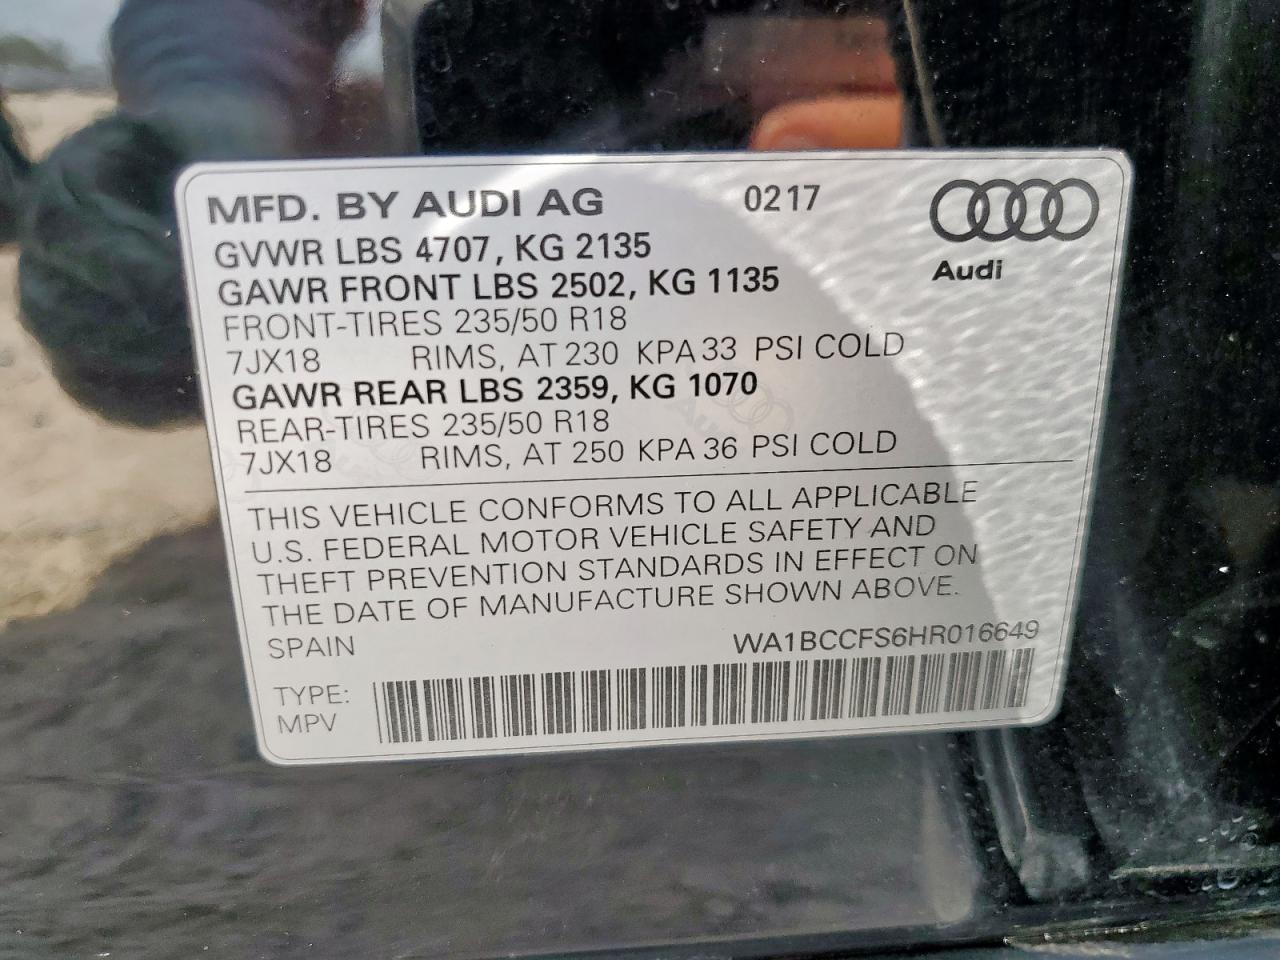 MFD. BY AUDI AG 0217
GVWR LBS 4707, KG 2135
GAWR FRONT LBS 2502, KG 1135
Audi
FRONT-TIRES 235/50 R18
7JX18 RIMS, AT 230 KPA 33 PSI COLD
GAWR REAR LBS 2359, KG 1070
REAR-TIRES 235/50 R18
7JX18 RIMS, AT 250 KPA 36 PSI COLD
THIS VEHICLE CONFORMS TO ALL APPLICABLE
U.S. FEDERAL MOTOR VEHICLE SAFETY AND
THEFT PREVENTION STANDARDS IN EFFECT ON
THE DATE OF MANUFACTURE SHOWN ABOVE.
SPAIN WA1BCCFS6HR016649
TYPE:
MPV